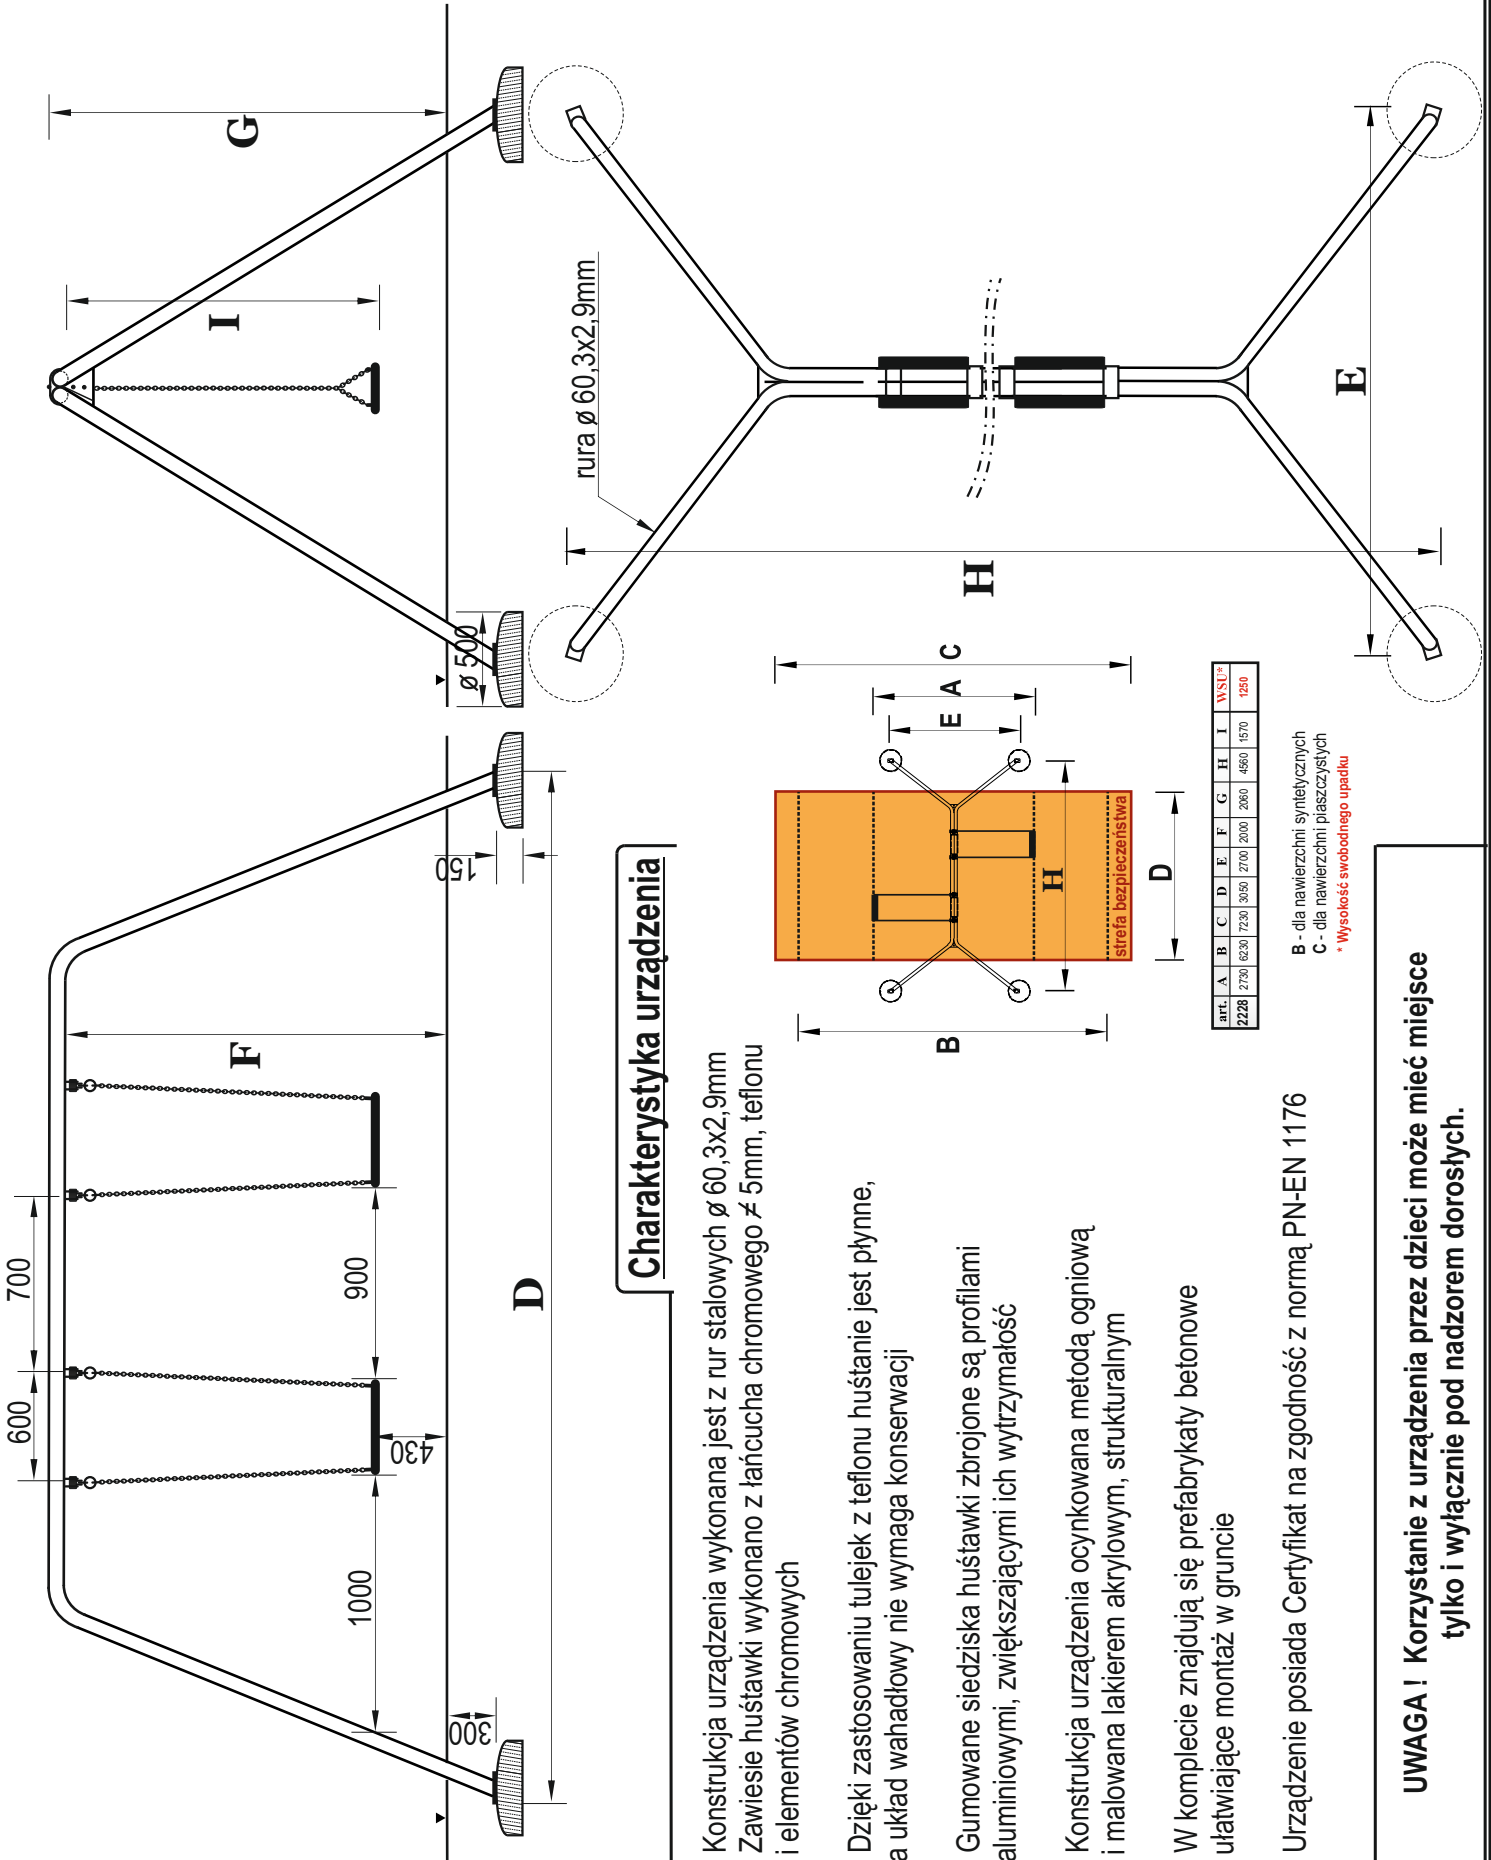 700
600
F
900
1000
430
300
150
D
G
I
ø 500
rura ø 60,3x2,9mm
H
E
Charakterystyka urządzenia
Konstrukcja urządzenia wykonana jest z rur stalowych ø 60,3x2,9mm
Zawiesie huśtawki wykonano z łańcucha chromowego ≠ 5mm, teflonu
i elementów chromowych
Dzięki zastosowaniu tulejek z teflonu huśtanie jest płynne,
a układ wahadłowy nie wymaga konserwacji
Gumowane siedziska huśtawki zbrojone są profilami
aluminiowymi, zwiększającymi ich wytrzymałość
Konstrukcja urządzenia ocynkowana metodą ogniową
i malowana lakierem akrylowym, strukturalnym
W komplecie znajdują się prefabrykaty betonowe
ułatwiające montaż w gruncie
Urządzenie posiada Certyfikat na zgodność z normą PN-EN 1176
B
E
A
C
H
strefa bezpieczeństwa
D
art. A B C D E F G H I WSU*
2228 2730 6230 7230 3050 2700 2000 2060 4560 1570 1250
B - dla nawierzchni syntetycznych
C - dla nawierzchni piaszczystych
* Wysokość swobodnego upadku
UWAGA ! Korzystanie z urządzenia przez dzieci może mieć miejsce
tylko i wyłącznie pod nadzorem dorosłych.